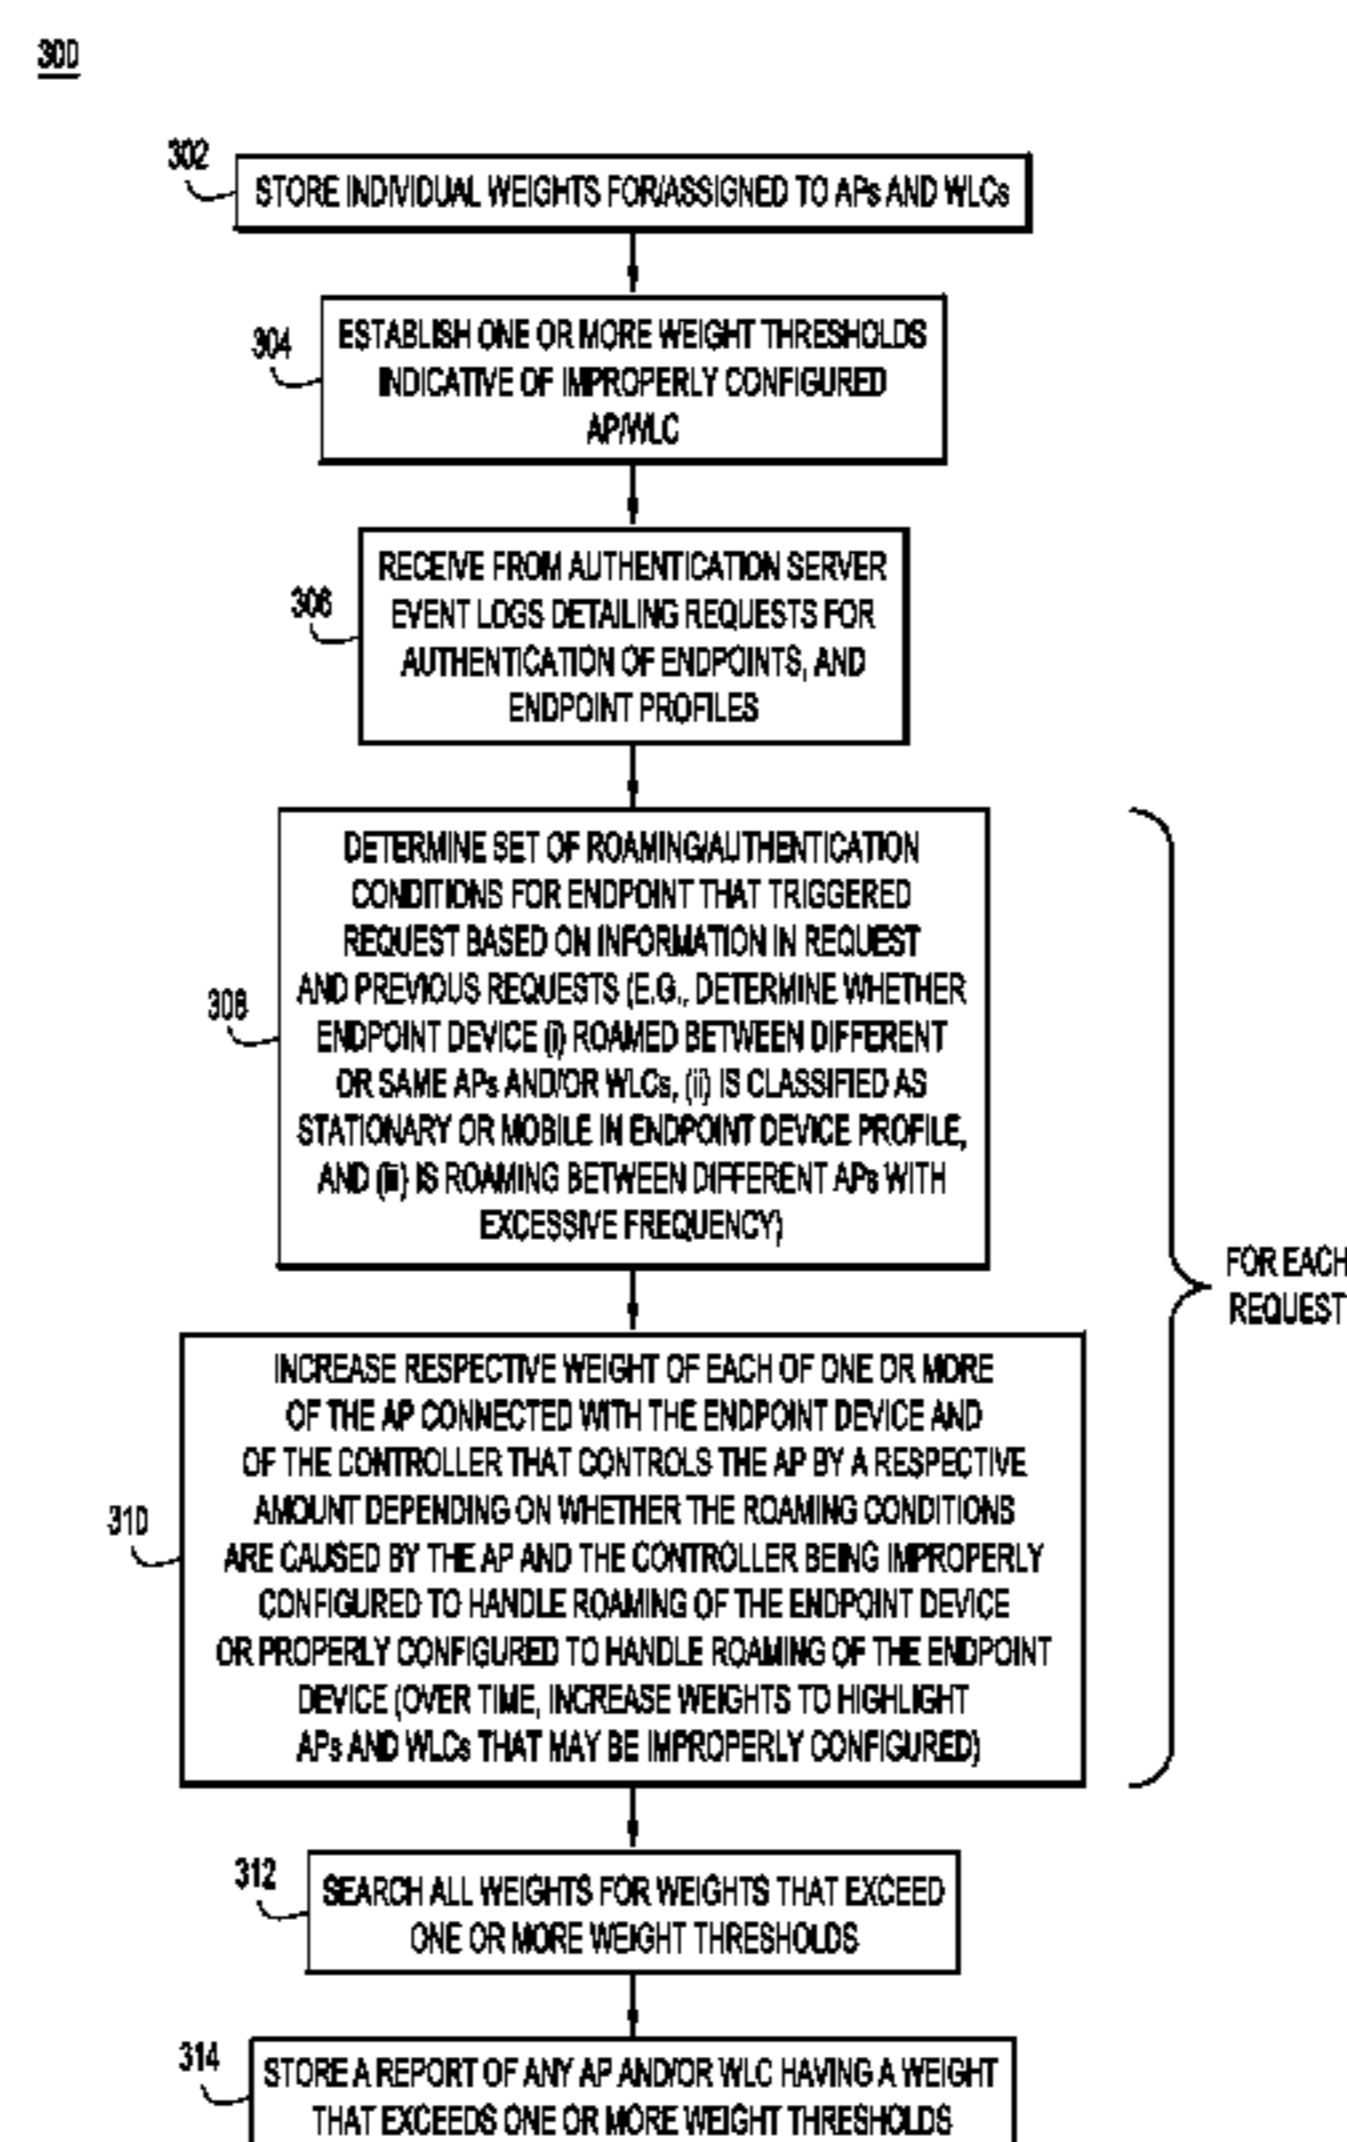 300
302
STORE INDIVIDUAL WEIGHTS FOR/ASSIGNED TO APs AND WLCs
304
ESTABLISH ONE OR MORE WEIGHT THRESHOLDS
INDICATIVE OF IMPROPERLY CONFIGURED
AP/WLC
306
RECEIVE FROM AUTHENTICATION SERVER
EVENT LOGS DETAILING REQUESTS FOR
AUTHENTICATION OF ENDPOINTS, AND
ENDPOINT PROFILES
308
DETERMINE SET OF ROAMING/AUTHENTICATION
CONDITIONS FOR ENDPOINT THAT TRIGGERED
REQUEST BASED ON INFORMATION IN REQUEST
AND PREVIOUS REQUESTS (E.G., DETERMINE WHETHER
ENDPOINT DEVICE (i) ROAMED BETWEEN DIFFERENT
OR SAME APs AND/OR WLCs, (ii) IS CLASSIFIED AS
STATIONARY OR MOBILE IN ENDPOINT DEVICE PROFILE,
AND (iii) IS ROAMING BETWEEN DIFFERENT APs WITH
EXCESSIVE FREQUENCY)
FOR EACH
REQUEST
310
INCREASE RESPECTIVE WEIGHT OF EACH OF ONE OR MORE
OF THE AP CONNECTED WITH THE ENDPOINT DEVICE AND
OF THE CONTROLLER THAT CONTROLS THE AP BY A RESPECTIVE
AMOUNT DEPENDING ON WHETHER THE ROAMING CONDITIONS
ARE CAUSED BY THE AP AND THE CONTROLLER BEING IMPROPERLY
CONFIGURED TO HANDLE ROAMING OF THE ENDPOINT DEVICE
OR PROPERLY CONFIGURED TO HANDLE ROAMING OF THE ENDPOINT
DEVICE (OVER TIME, INCREASE WEIGHTS TO HIGHLIGHT
APs AND WLCs THAT MAY BE IMPROPERLY CONFIGURED)
312
SEARCH ALL WEIGHTS FOR WEIGHTS THAT EXCEED
ONE OR MORE WEIGHT THRESHOLDS
314
STORE A REPORT OF ANY AP AND/OR WLC HAVING A WEIGHT
THAT EXCEEDS ONE OR MORE WEIGHT THRESHOLDS